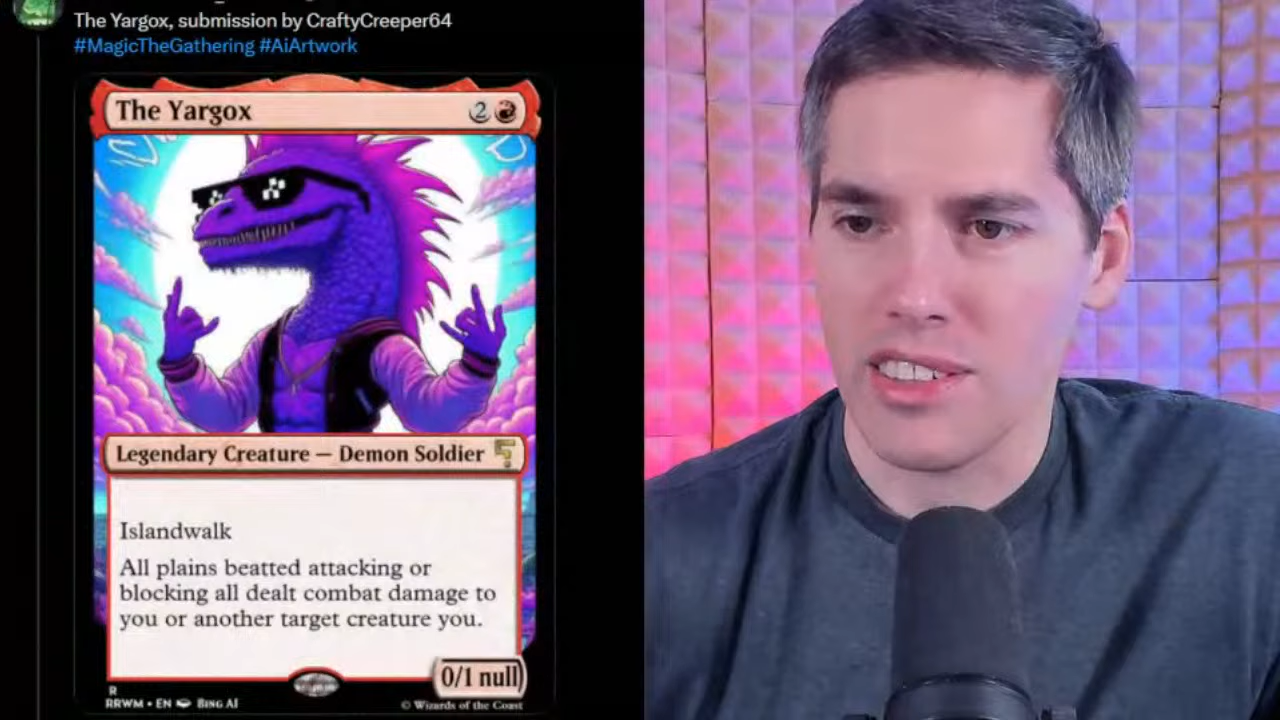 The Yargox, submission by CraftyCreeper64
#MagicTheGathering #AiArtwork
The Yargox 2
Legendary Creature — Demon Soldier
Islandwalk
All plains beatted attacking or
blocking all dealt combat damage to
you or another target creature you.
0/1 null
R
RRWM • EN BING AI
© Wizards of the Coast